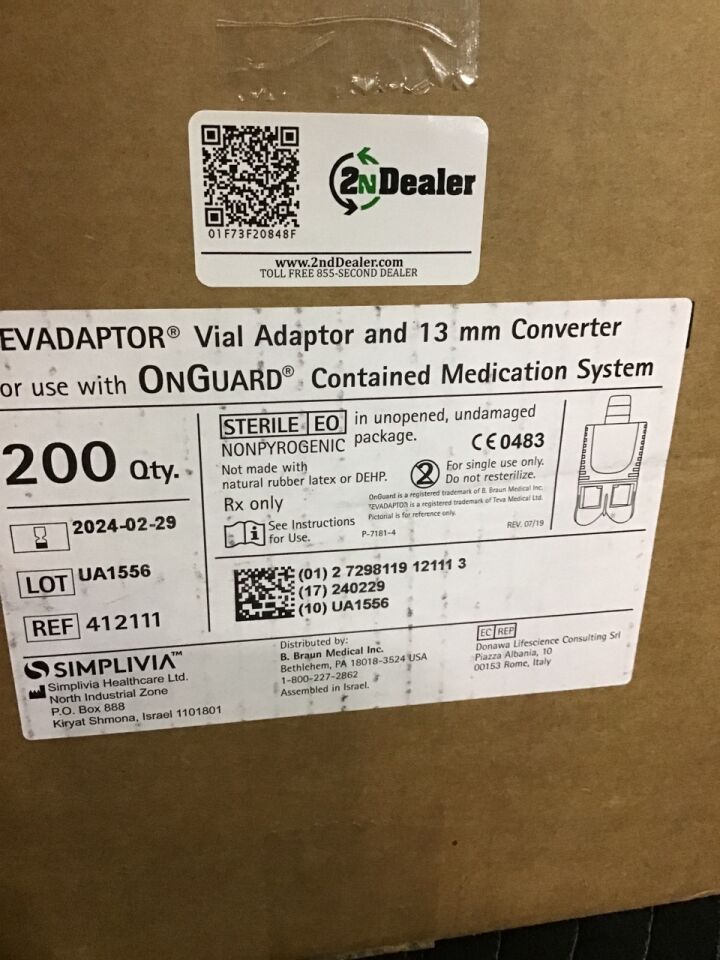 01F73F20848F
2NDealer
www.2ndDealer.com
TOLL FREE 855-SECOND DEALER
EVADAPTOR® Vial Adaptor and 13 mm Converter
or use with ONGUARD® Contained Medication System
200 Qty.
2024-02-29
LOT UA1556
REF 412111
STERILE EO in unopened, undamaged
NONPYROGENIC package.
Not made with
natural rubber latex or DEHP.
Rx only
See Instructions
for Use.
CE 0483
2 For single use only.
Do not resterilize.
OnGuard is a registered trademark of B. Braun Medical Inc.
TEVADAPTOR is a registered trademark of Teva Medical Ltd.
Pictorial is for reference only.
P-7181-4
REV. 07/19
(01) 2 7298119 12111 3
(17) 240229
(10) UA1556
SIMPLIVIA™
Simplivia Healthcare Ltd.
North Industrial Zone
P.O. Box 888
Kiryat Shmona, Israel 1101801
Distributed by:
B. Braun Medical Inc.
Bethlehem, PA 18018-3524 USA
1-800-227-2862
Assembled in Israel.
EC REP
Donawa Lifescience Consulting Srl
Piazza Albania, 10
00153 Rome, Italy